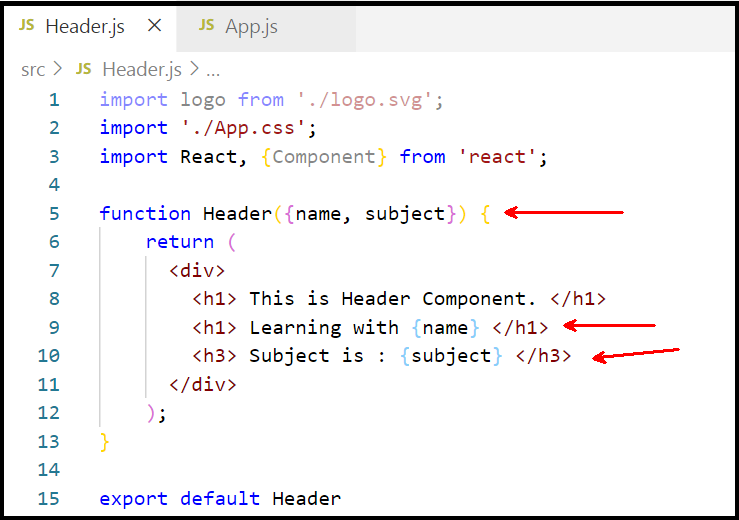 JS Header.js × JS App.js
src > JS Header.js > ...
1 import logo from './logo.svg';
2 import './App.css';
3 import React, {Component} from 'react';
4
5 function Header({name, subject}) {
6 return (
7 <div>
8 <h1> This is Header Component. </h1>
9 <h1> Learning with {name} </h1>
10 <h3> Subject is : {subject} </h3>
11 </div>
12 );
13 }
14
15 export default Header